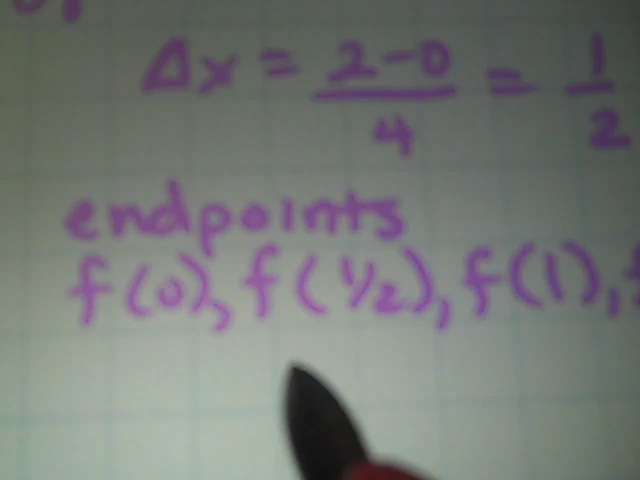 Δx = 2-0/4 = 1/2
endpoints
f(0), f(1/2), f(1),